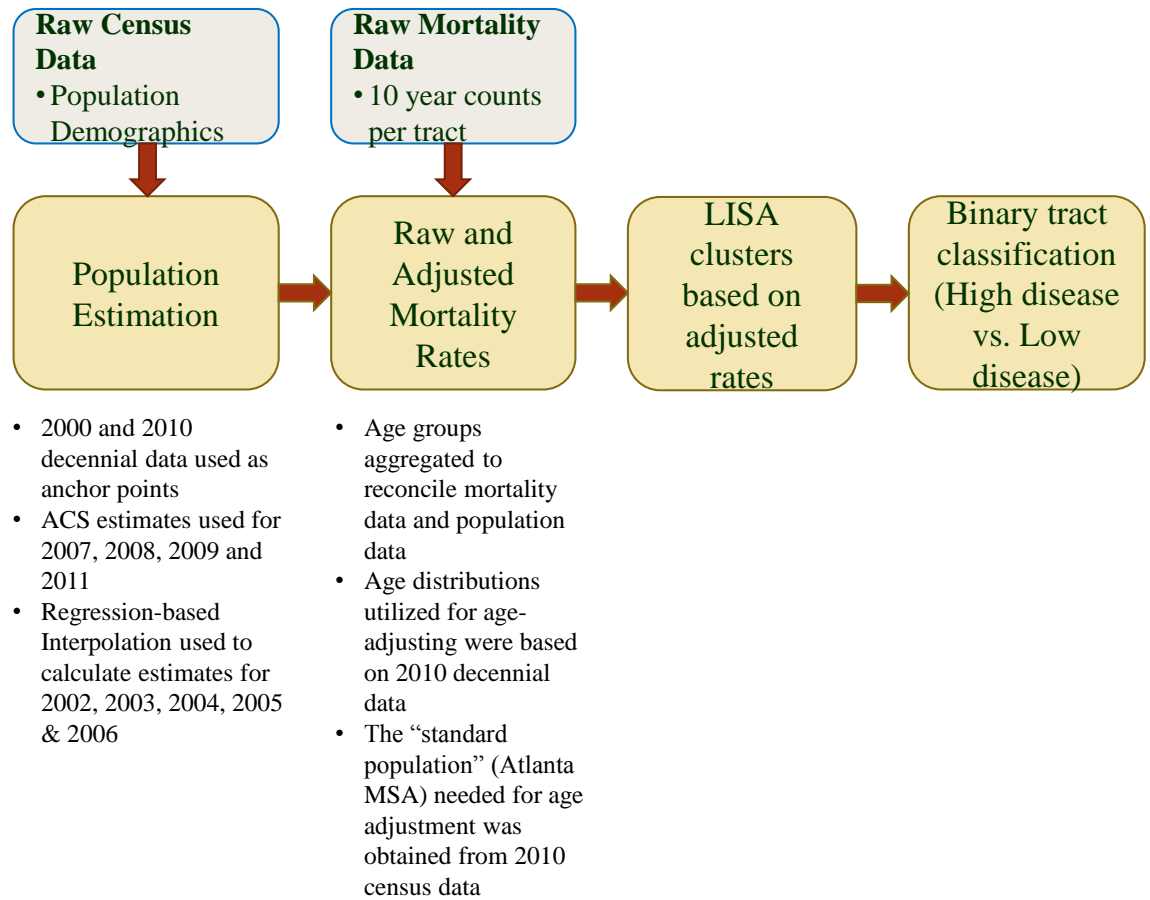 Raw Census
Data
• Population
Demographics
Raw Mortality
Data
• 10 year counts
per tract
Population
Estimation
Raw and
Adjusted
Mortality
Rates
LISA
clusters
based on
adjusted
rates
Binary tract
classification
(High disease
vs. Low
disease)
• 2000 and 2010
decennial data used as
anchor points
• ACS estimates used for
2007, 2008, 2009 and
2011
• Regression-based
Interpolation used to
calculate estimates for
2002, 2003, 2004, 2005
& 2006
• Age groups
aggregated to
reconcile mortality
data and population
data
• Age distributions
utilized for age-
adjusting were based
on 2010 decennial
data
• The “standard
population” (Atlanta
MSA) needed for age
adjustment was
obtained from 2010
census data